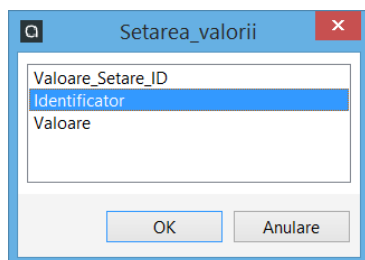 Setarea_valorii
Valoare_Setare_ID
Identificator
Valoare
OK
Anulare